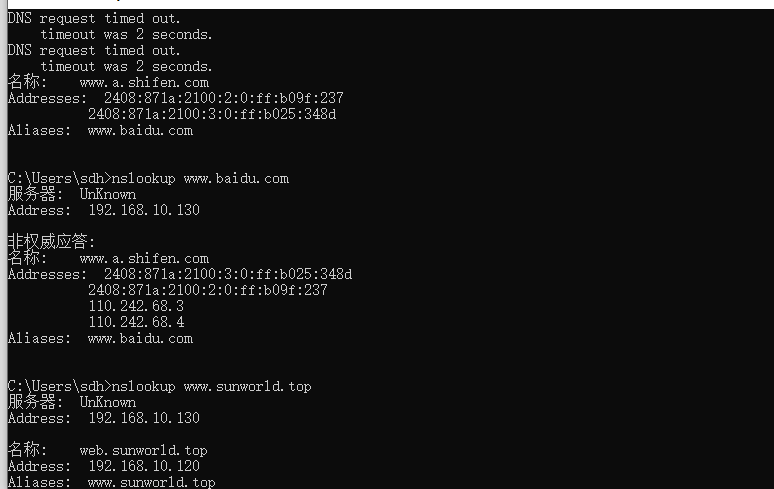 DNS request timed out.
timeout was 2 seconds.
DNS request timed out.
timeout was 2 seconds.
名称: www.a.shifen.com
Addresses: 2408:871a:2100:2:0:ff:b09f:237
2408:871a:2100:3:0:ff:b025:348d
Aliases: www.baidu.com
C:\Users\sdh>nslookup www.baidu.com
服务器: UnKnown
Address: 192.168.10.130
非权威应答:
名称: www.a.shifen.com
Addresses: 2408:871a:2100:3:0:ff:b025:348d
2408:871a:2100:2:0:ff:b09f:237
110.242.68.3
110.242.68.4
Aliases: www.baidu.com
C:\Users\sdh>nslookup www.sunworld.top
服务器: UnKnown
Address: 192.168.10.130
名称: web.sunworld.top
Address: 192.168.10.120
Aliases: www.sunworld.top